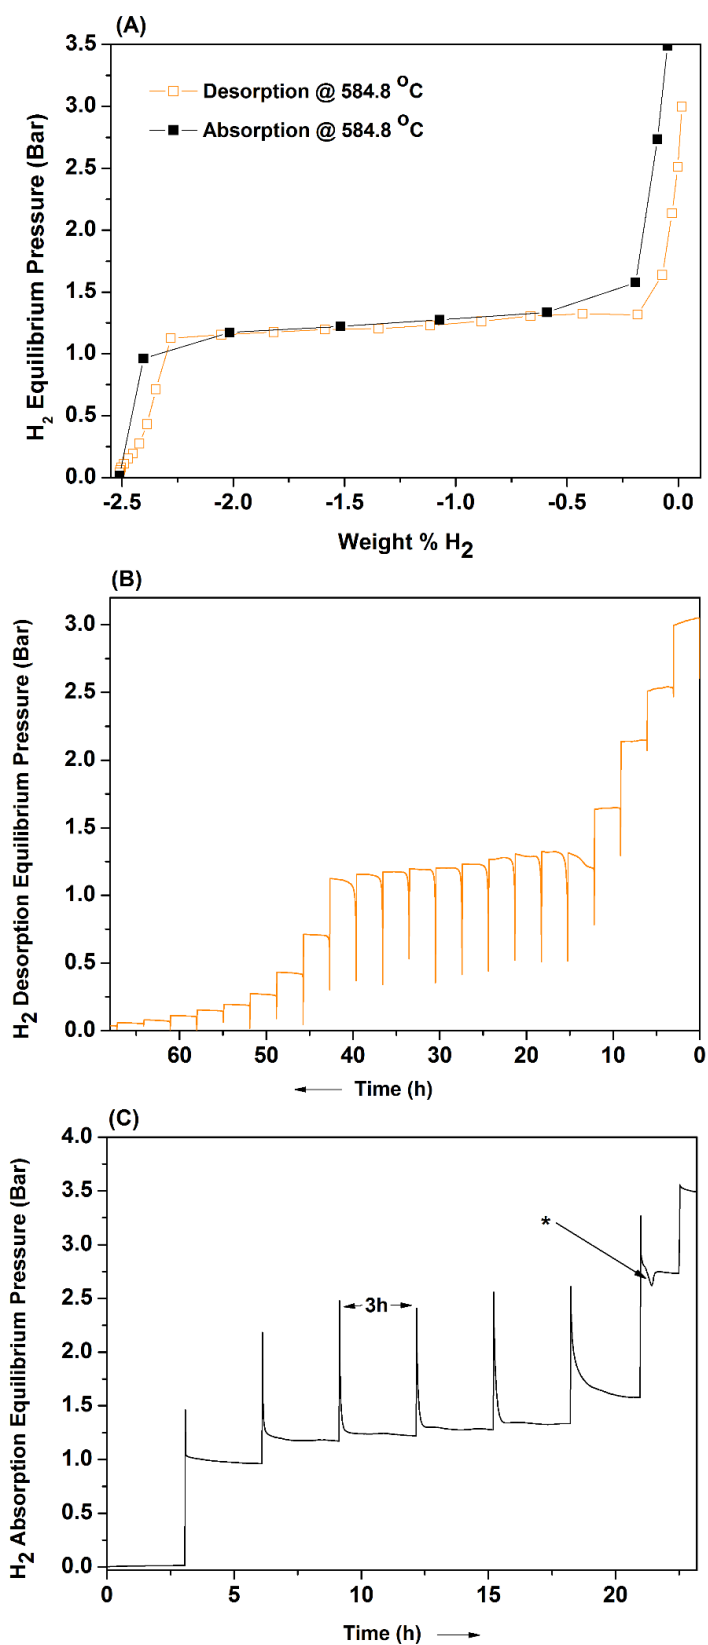 (A)
3.5
3.0
2.5
2.0
1.5
1.0
0.5
0.0
H2 Equilibrium Pressure (Bar)
Desorption @ 584.8 °C
Absorption @ 584.8 °C
-2.5 -2.0 -1.5 -1.0 -0.5 0.0
Weight % H2
(B)
3.0
2.5
2.0
1.5
1.0
0.5
0.0
H2 Desorption Equilibrium Pressure (Bar)
60 50 40 30 20 10 0
Time (h)
(C)
4.0
3.5
3.0
2.5
2.0
1.5
1.0
0.5
0.0
H2 Absorption Equilibrium Pressure (Bar)
*
3h
0 5 10 15 20
Time (h)